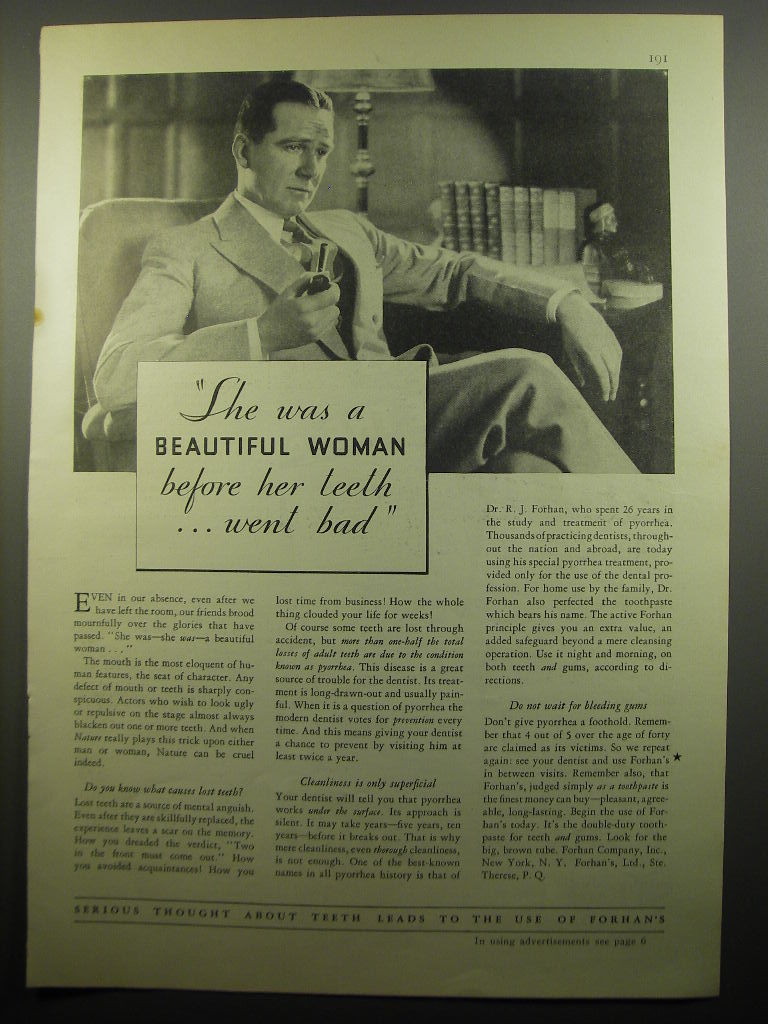 191
"She was a
BEAUTIFUL WOMAN
before her teeth
... went bad"
EVEN in our absence, even after we
have left the room, our friends brood
mournfully over the glories that have
passed. "She was—she was—a beautiful
woman . . ."
The mouth is the most eloquent of hu-
man features, the seat of character. Any
defect of mouth or teeth is sharply con-
spicuous. Actors who wish to look ugly
or repulsive on the stage almost always
blacken out one or more teeth. And when
Nature really plays this trick upon either
man or woman, Nature can be cruel
indeed.
Do you know what causes lost teeth?
Lost teeth are a source of mental anguish.
Even after they are skillfully replaced, the
experience leaves a scar on the memory.
How you dreaded the verdict, "Two
in the front must come out." How
you avoided acquaintances! How you
lost time from business! How the whole
thing clouded your life for weeks!
Of course some teeth are lost through
accident, but more than one-half the total
losses of adult teeth are due to the condition
known as pyorrhea. This disease is a great
source of trouble for the dentist. Its treat-
ment is long-drawn-out and usually pain-
ful. When it is a question of pyorrhea the
modern dentist votes for prevention every
time. And this means giving your dentist
a chance to prevent by visiting him at
least twice a year.
Cleanliness is only superficial
Your dentist will tell you that pyorrhea
works under the surface. Its approach is
silent. It may take years—five years, ten
years—before it breaks out. That is why
mere cleanliness, even thorough cleanliness,
is not enough. One of the best-known
names in all pyorrhea history is that of
Dr. R. J. Forhan, who spent 26 years in
the study and treatment of pyorrhea.
Thousands of practicing dentists, through-
out the nation and abroad, are today
using his special pyorrhea treatment, pro-
vided only for the use of the dental pro-
fession. For home use by the family, Dr.
Forhan also perfected the toothpaste
which bears his name. The active Forhan
principle gives you an extra value, an
added safeguard beyond a mere cleansing
operation. Use it night and morning, on
both teeth and gums, according to di-
rections.
Do not wait for bleeding gums
Don't give pyorrhea a foothold. Remem-
ber that 4 out of 5 over the age of forty
are claimed as its victims. So we repeat
again: see your dentist and use Forhan's ★
in between visits. Remember also, that
Forhan's, judged simply as a toothpaste is
the finest money can buy—pleasant, agree-
able, long-lasting. Begin the use of For-
han's today. It's the double-duty tooth-
paste for teeth and gums. Look for the
big, brown tube. Forhan Company, Inc.,
New York, N. Y. Forhan's, Ltd., Ste.
Therese, P. Q.
SERIOUS THOUGHT ABOUT TEETH LEADS TO THE USE OF FORHAN'S
In using advertisements see page 6